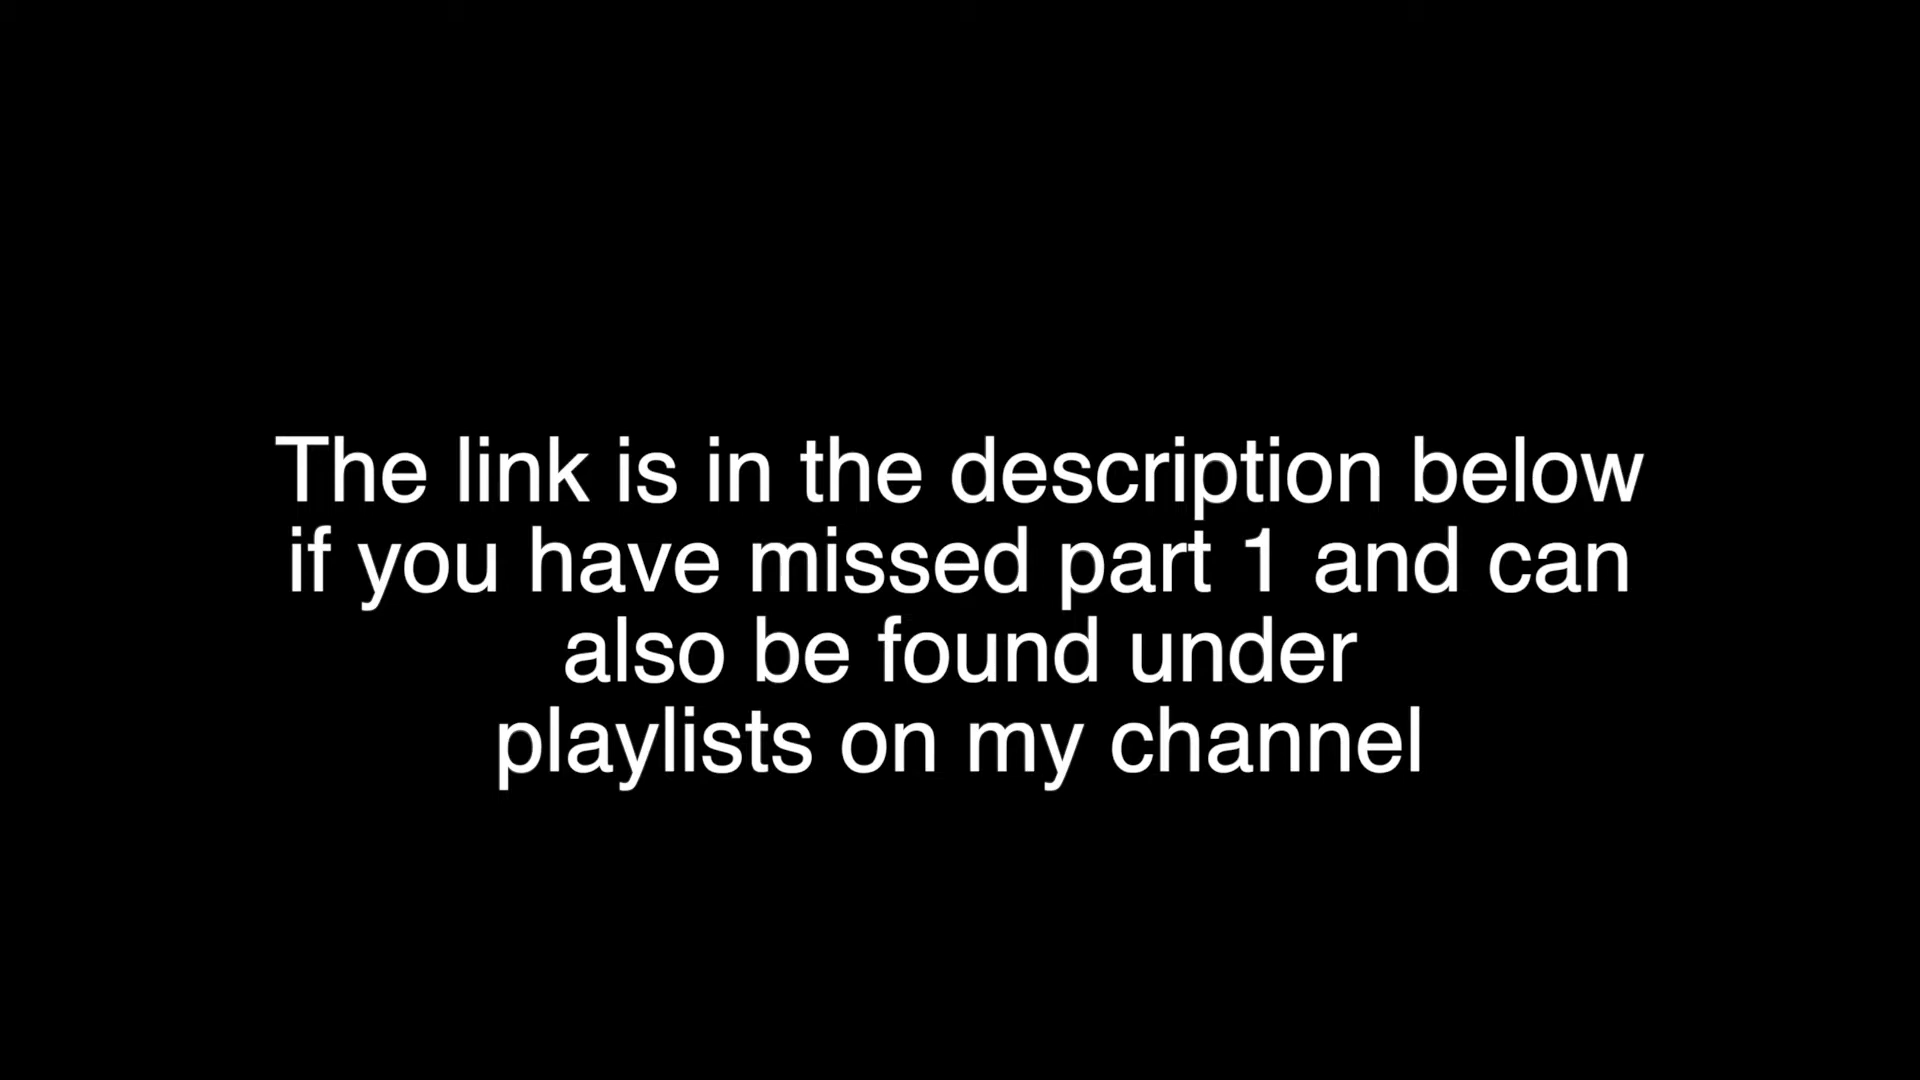 The link is in the description below
if you have missed part 1 and can
also be found under
playlists on my channel